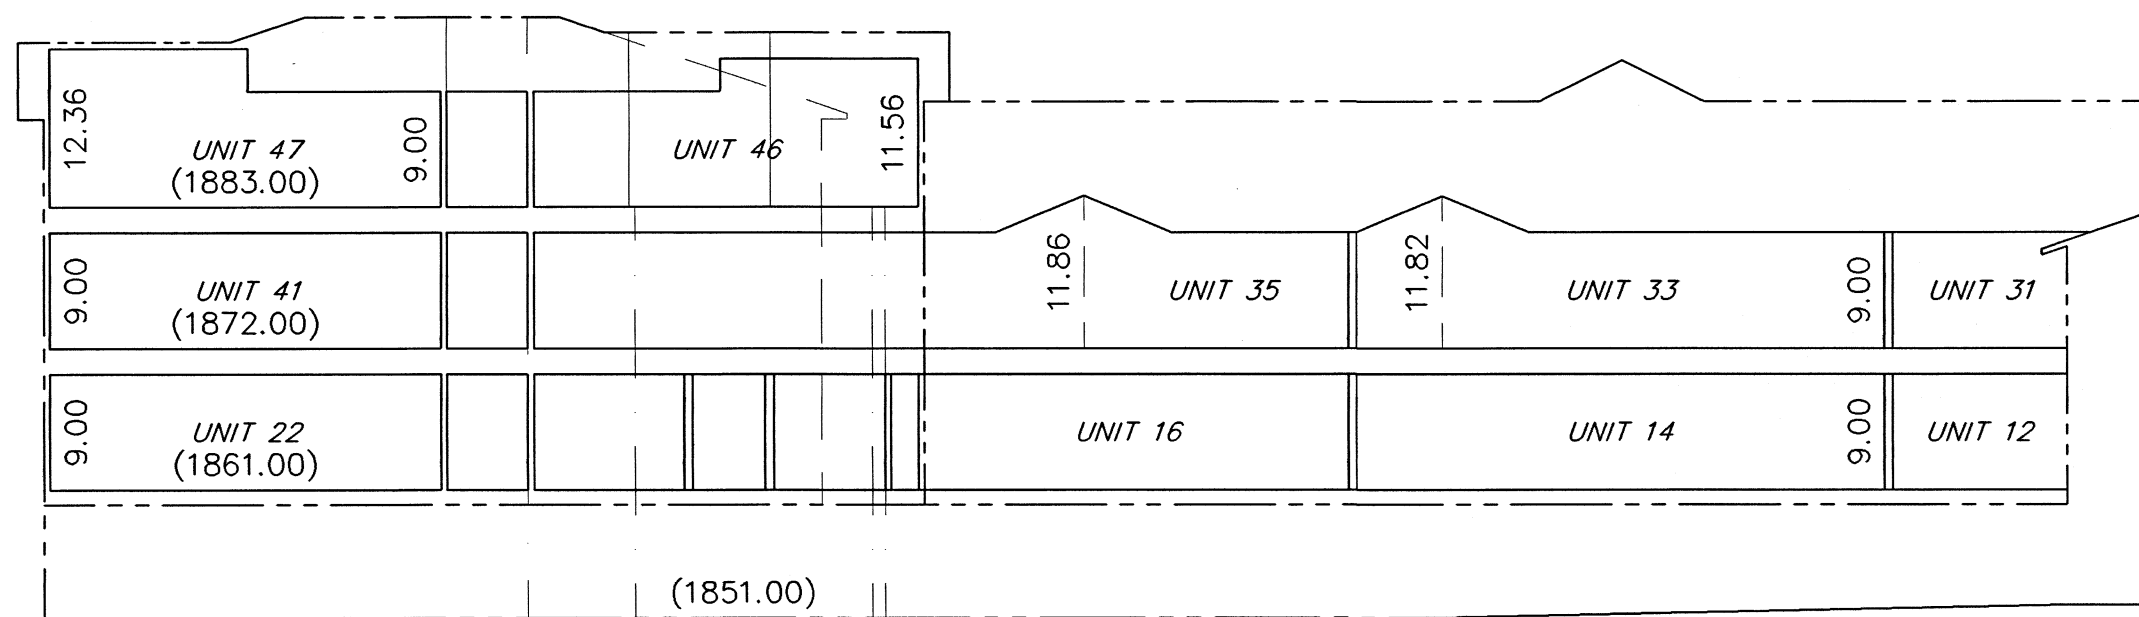 12.36
UNIT 47
(1883.00)
9.00
UNIT 46
11.56
9.00
UNIT 41
(1872.00)
11.86
UNIT 35
11.82
UNIT 33
9.00
UNIT 31
9.00
UNIT 22
(1861.00)
UNIT 16
UNIT 14
9.00
UNIT 12
(1851.00)